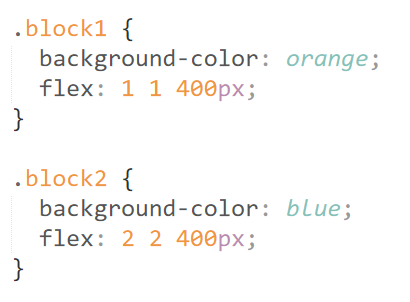 .block1 {
  background-color: orange;
  flex: 1 1 400px;
}

.block2 {
  background-color: blue;
  flex: 2 2 400px;
}